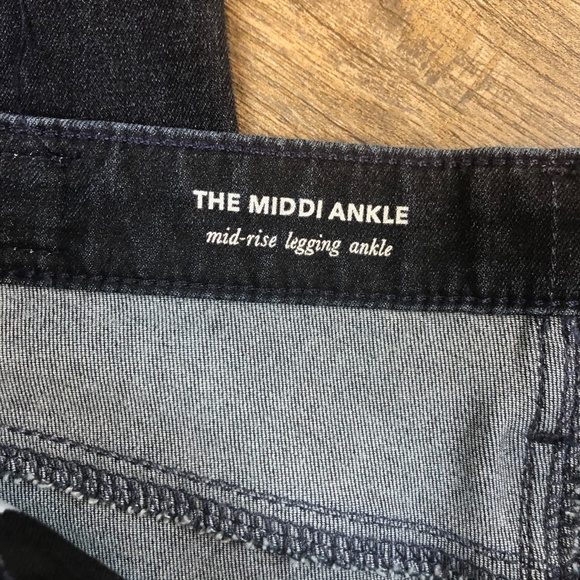 THE MIDDI ANKLE
mid-rise legging ankle